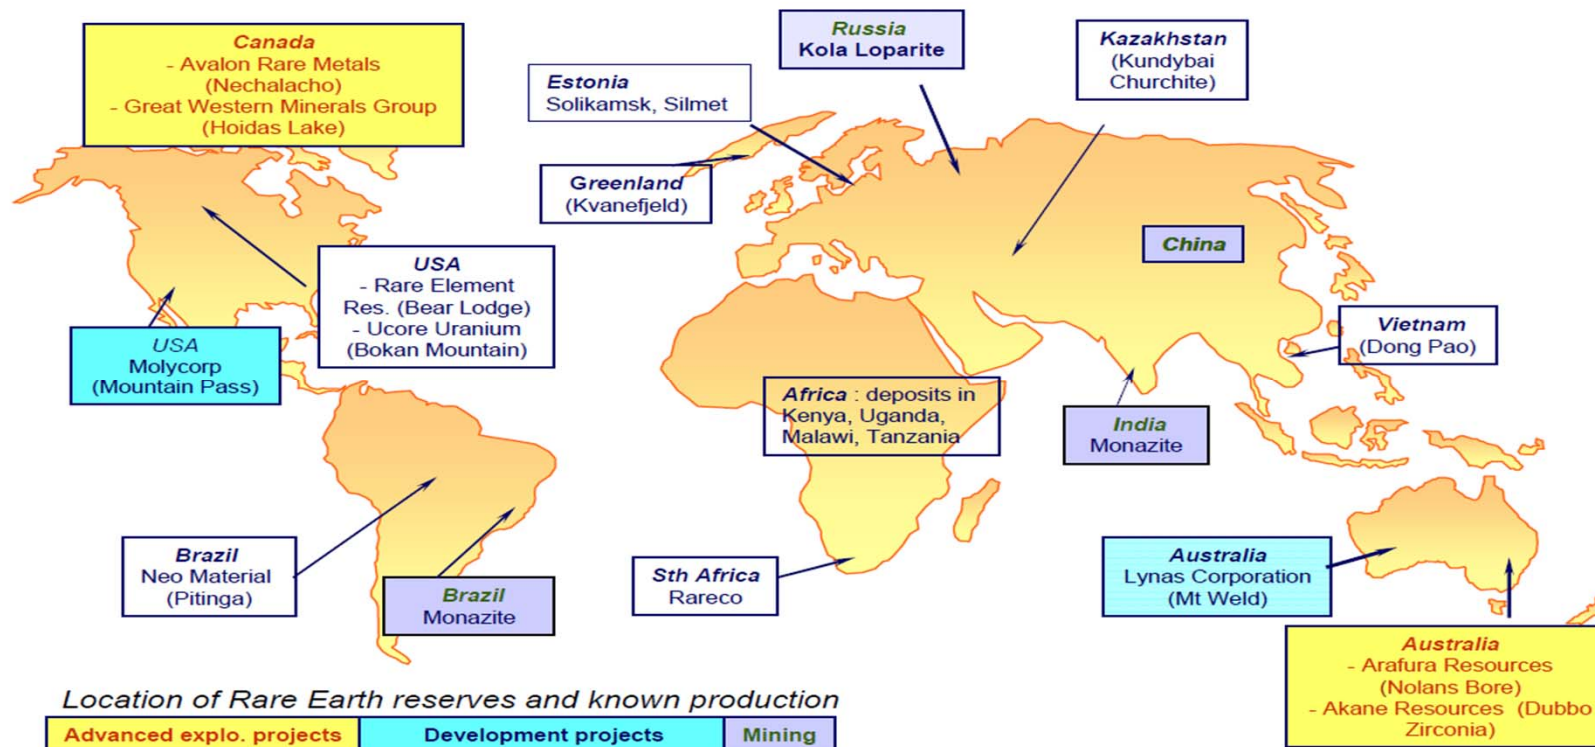 Canada
- Avalon Rare Metals
(Nechalacho)
- Great Western Minerals Group
(Hoidas Lake)
Estonia
Solikamsk, Silmet
Russia
Kola Loparite
Kazakhstan
(Kundybai
Churchite)
Greenland
(Kvanefjeld)
China
USA
- Rare Element
Res. (Bear Lodge)
- Ucore Uranium
(Bokan Mountain)
USA
Molycorp
(Mountain Pass)
Vietnam
(Dong Pao)
Africa : deposits in
Kenya, Uganda,
Malawi, Tanzania
India
Monazite
Brazil
Neo Material
(Pitinga)
Brazil
Monazite
Sth Africa
Rareco
Australia
Lynas Corporation
(Mt Weld)
Australia
- Arafura Resources
(Nolans Bore)
- Akane Resources (Dubbo
Zirconia)
Location of Rare Earth reserves and known production
Advanced explo. projects
Development projects
Mining